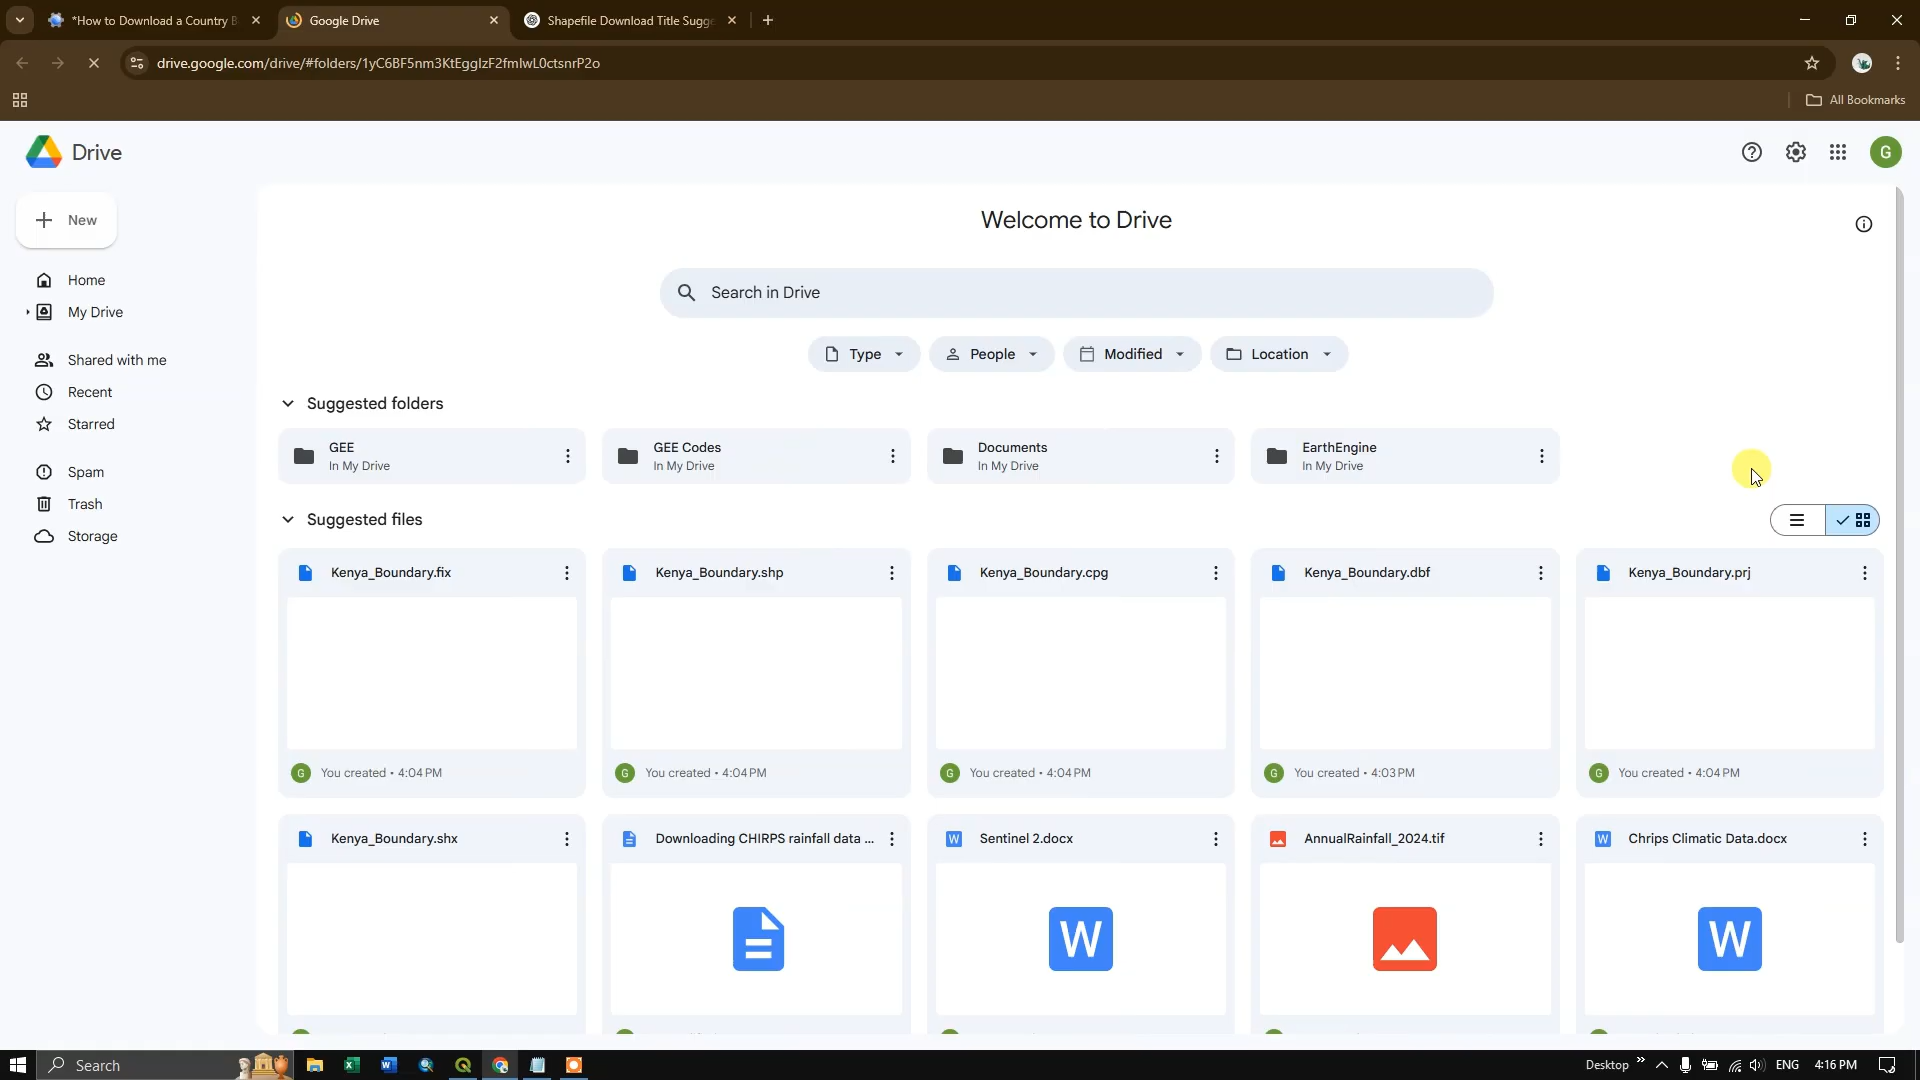 *How to Download a Country B
Google Drive
Shapefile Download Title Sugge
drive.google.com/drive/#folders/1yC6BF5nm3KtEggIzF2fmIwL0ctsnrP2o
All Bookmarks
Drive
G
New
Home
My Drive
Shared with me
Recent
Starred
Spam
Trash
Storage
Welcome to Drive
Search in Drive
Type
People
Modified
Location
Suggested folders
GEE
In My Drive
GEE Codes
In My Drive
Documents
In My Drive
EarthEngine
In My Drive
Suggested files
Kenya_Boundary.fix
Kenya_Boundary.shp
Kenya_Boundary.cpg
Kenya_Boundary.dbf
Kenya_Boundary.prj
G You created • 4:04 PM
G You created • 4:04 PM
G You created • 4:04 PM
G You created • 4:03 PM
G You created • 4:04 PM
Kenya_Boundary.shx
Downloading CHIRPS rainfall data ...
W Sentinel 2.docx
AnnualRainfall_2024.tif
W Chrips Climatic Data.docx
W
W
Search
Desktop
ENG
4:16 PM